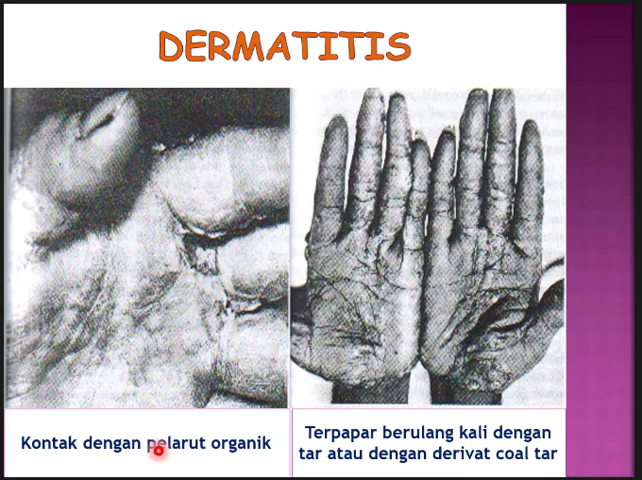 DERMATITIS
Kontak dengan pelarut organik
Terpapar berulang kali dengan
tar atau dengan derivat coal tar